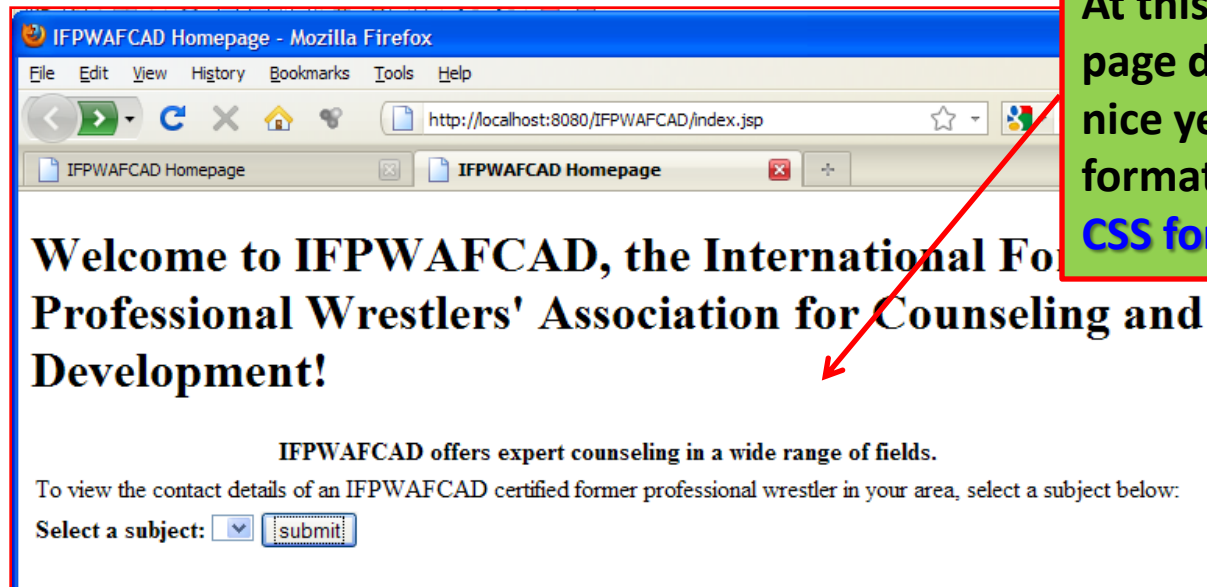 IFPWAFCAD Homepage - Mozilla Firefox
File Edit View History Bookmarks Tools Help
http://localhost:8080/IFPWAFCAD/index.jsp
IFPWAFCAD Homepage
IFPWAFCAD Homepage
At this
page d
nice ye
format
CSS for
Welcome to IFPWAFCAD, the International Fo
Professional Wrestlers' Association for Counseling and
Development!
IFPWAFCAD offers expert counseling in a wide range of fields.
To view the contact details of an IFPWAFCAD certified former professional wrestler in your area, select a subject below:
Select a subject: submit